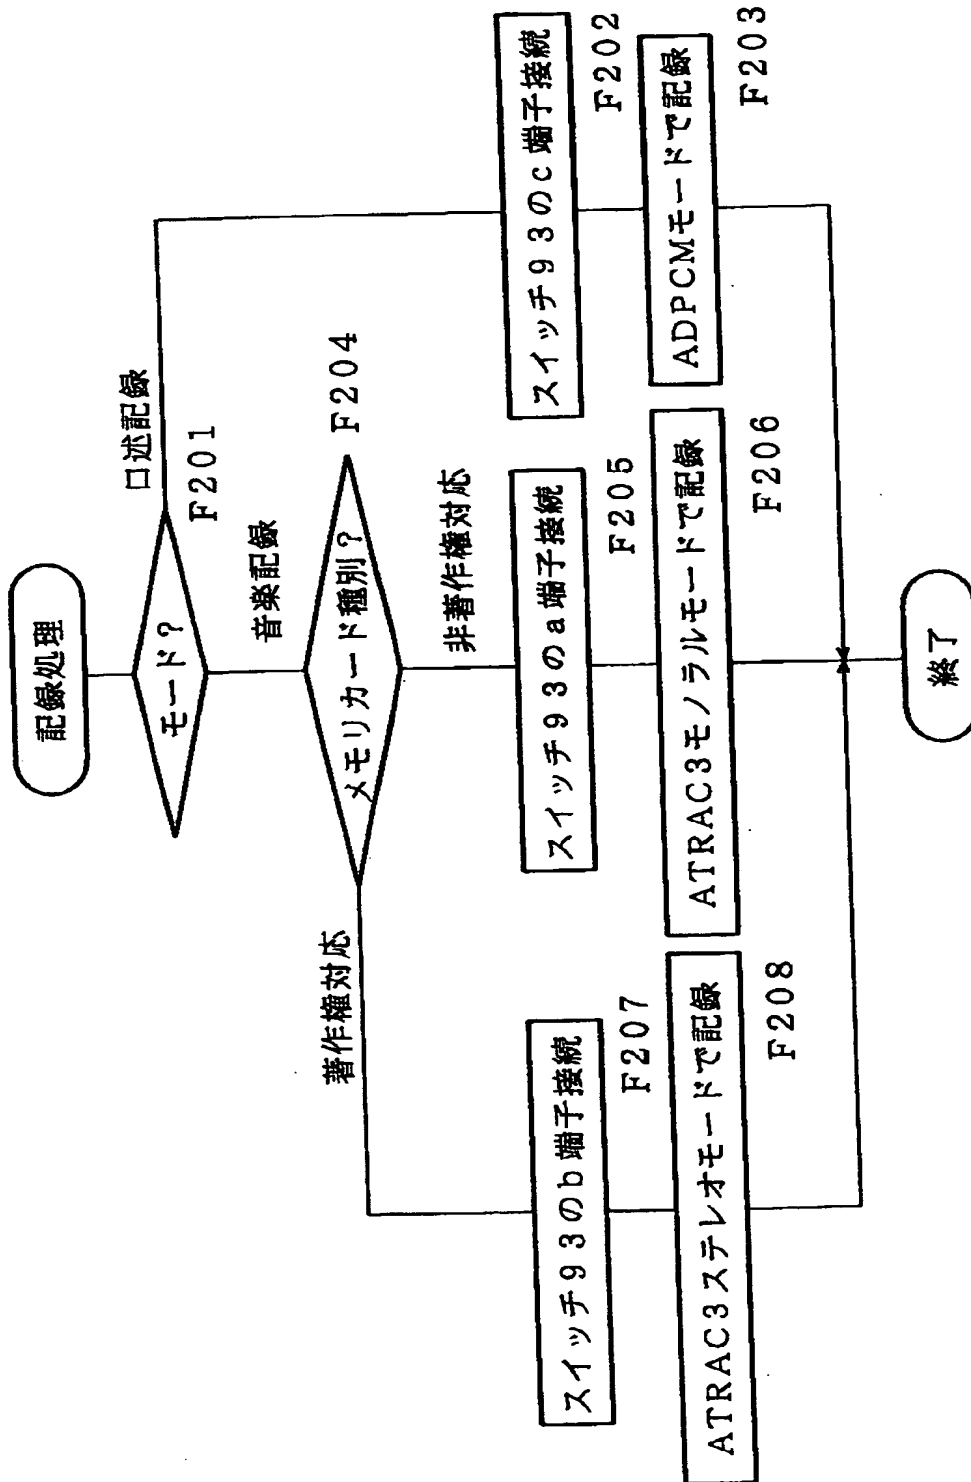 記録処理
モード?
F201
口述記録
音楽記録
メモリカード種別?
F204
著作権対応
非著作権対応
スイッチ93のb端子接続
F207
スイッチ93のa端子接続
F205
スイッチ93のc端子接続
F202
ATRAC3ステレオモードで記録
F208
ATRAC3モノラルモードで記録
F206
ADPCMモードで記録
F203
終了